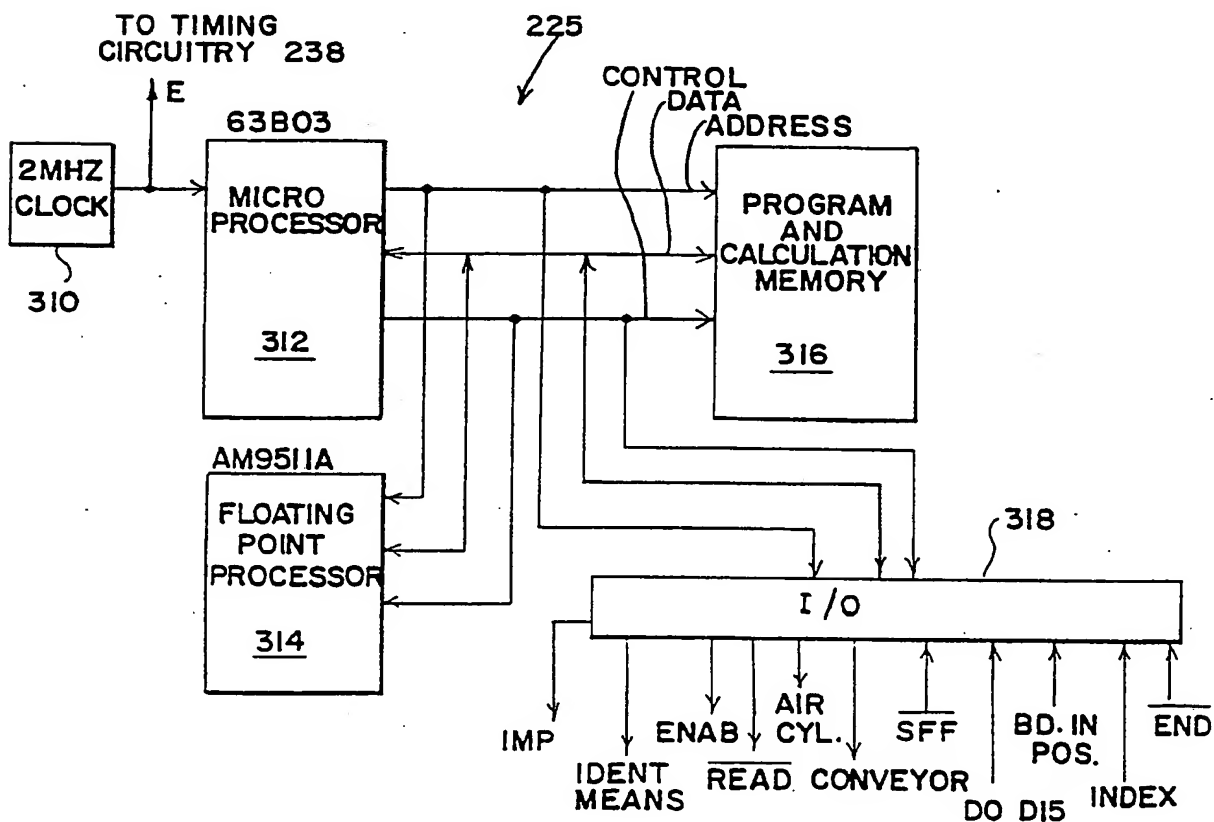 TO TIMING
CIRCUITRY 238
E
225
CONTROL
DATA
ADDRESS
63B03
2MHZ
CLOCK
310
MICRO
PROCESSOR
312
PROGRAM
AND
CALCULATION
MEMORY
316
AM9511A
FLOATING
POINT
PROCESSOR
314
318
I/O
IMP
IDENT
MEANS
ENAB
READ
AIR
CYL.
CONVEYOR
SFF
DO D15
BD. IN
POS.
INDEX
END